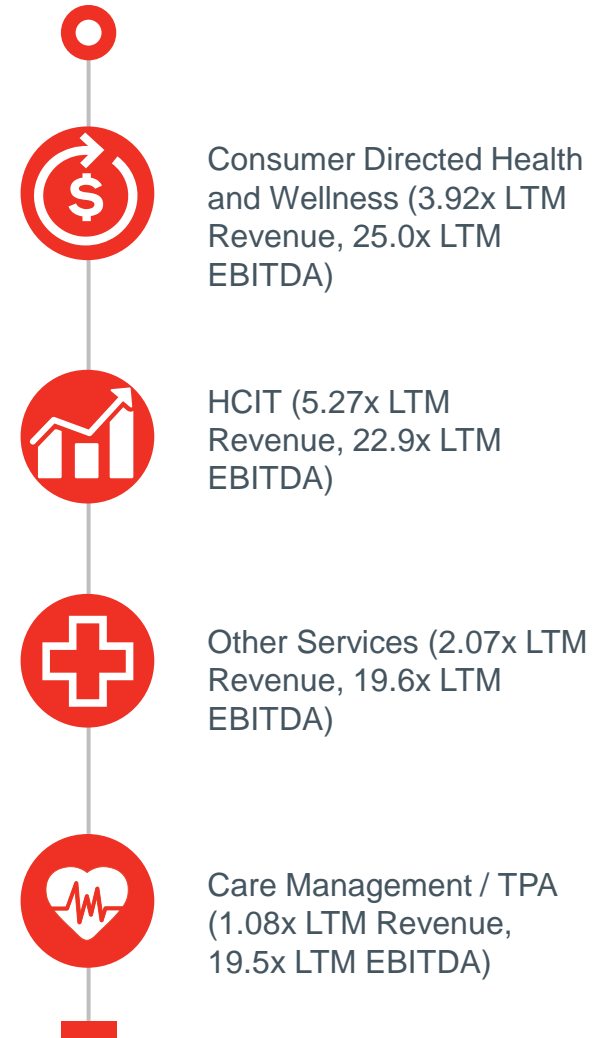 $
Consumer Directed Health
and Wellness (3.92x LTM
Revenue, 25.0x LTM
EBITDA)
HCIT (5.27x LTM
Revenue, 22.9x LTM
EBITDA)
Other Services (2.07x LTM
Revenue, 19.6x LTM
EBITDA)
Care Management / TPA
(1.08x LTM Revenue,
19.5x LTM EBITDA)